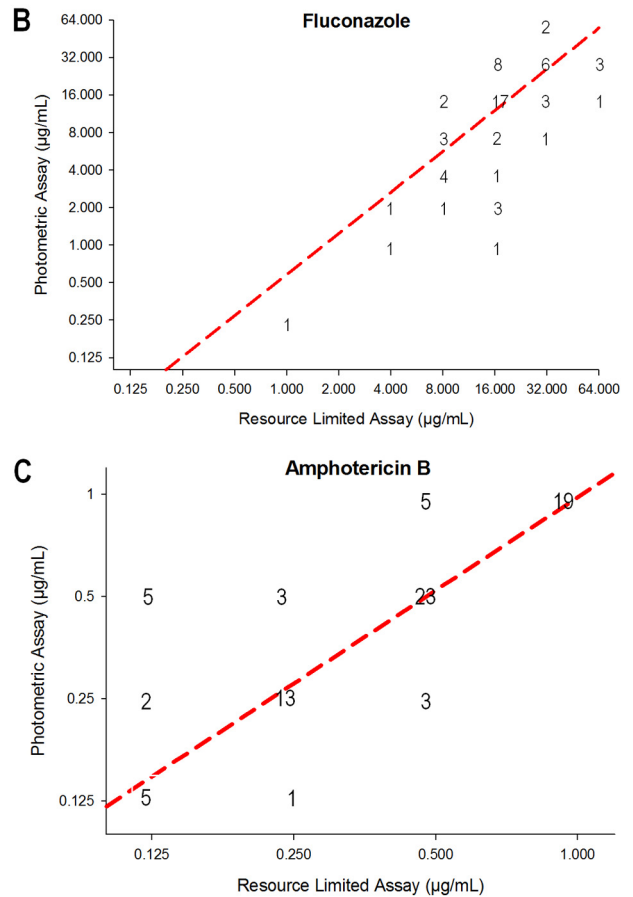 B
Fluconazole
64.000
32.000
16.000
8.000
4.000
2.000
1.000
0.500
0.250
0.125
Photometric Assay (µg/mL)
2
8 6 3
2 17 3 1
3 2 1
4 1
1 1 3
1 1
1
0.125 0.250 0.500 1.000 2.000 4.000 8.000 16.000 32.000 64.000
Resource Limited Assay (µg/mL)
C
Amphotericin B
1
0.5
0.25
0.125
Photometric Assay (µg/mL)
5 19
5 3 23
2 13 3
5 1
0.125 0.250 0.500 1.000
Resource Limited Assay (µg/mL)